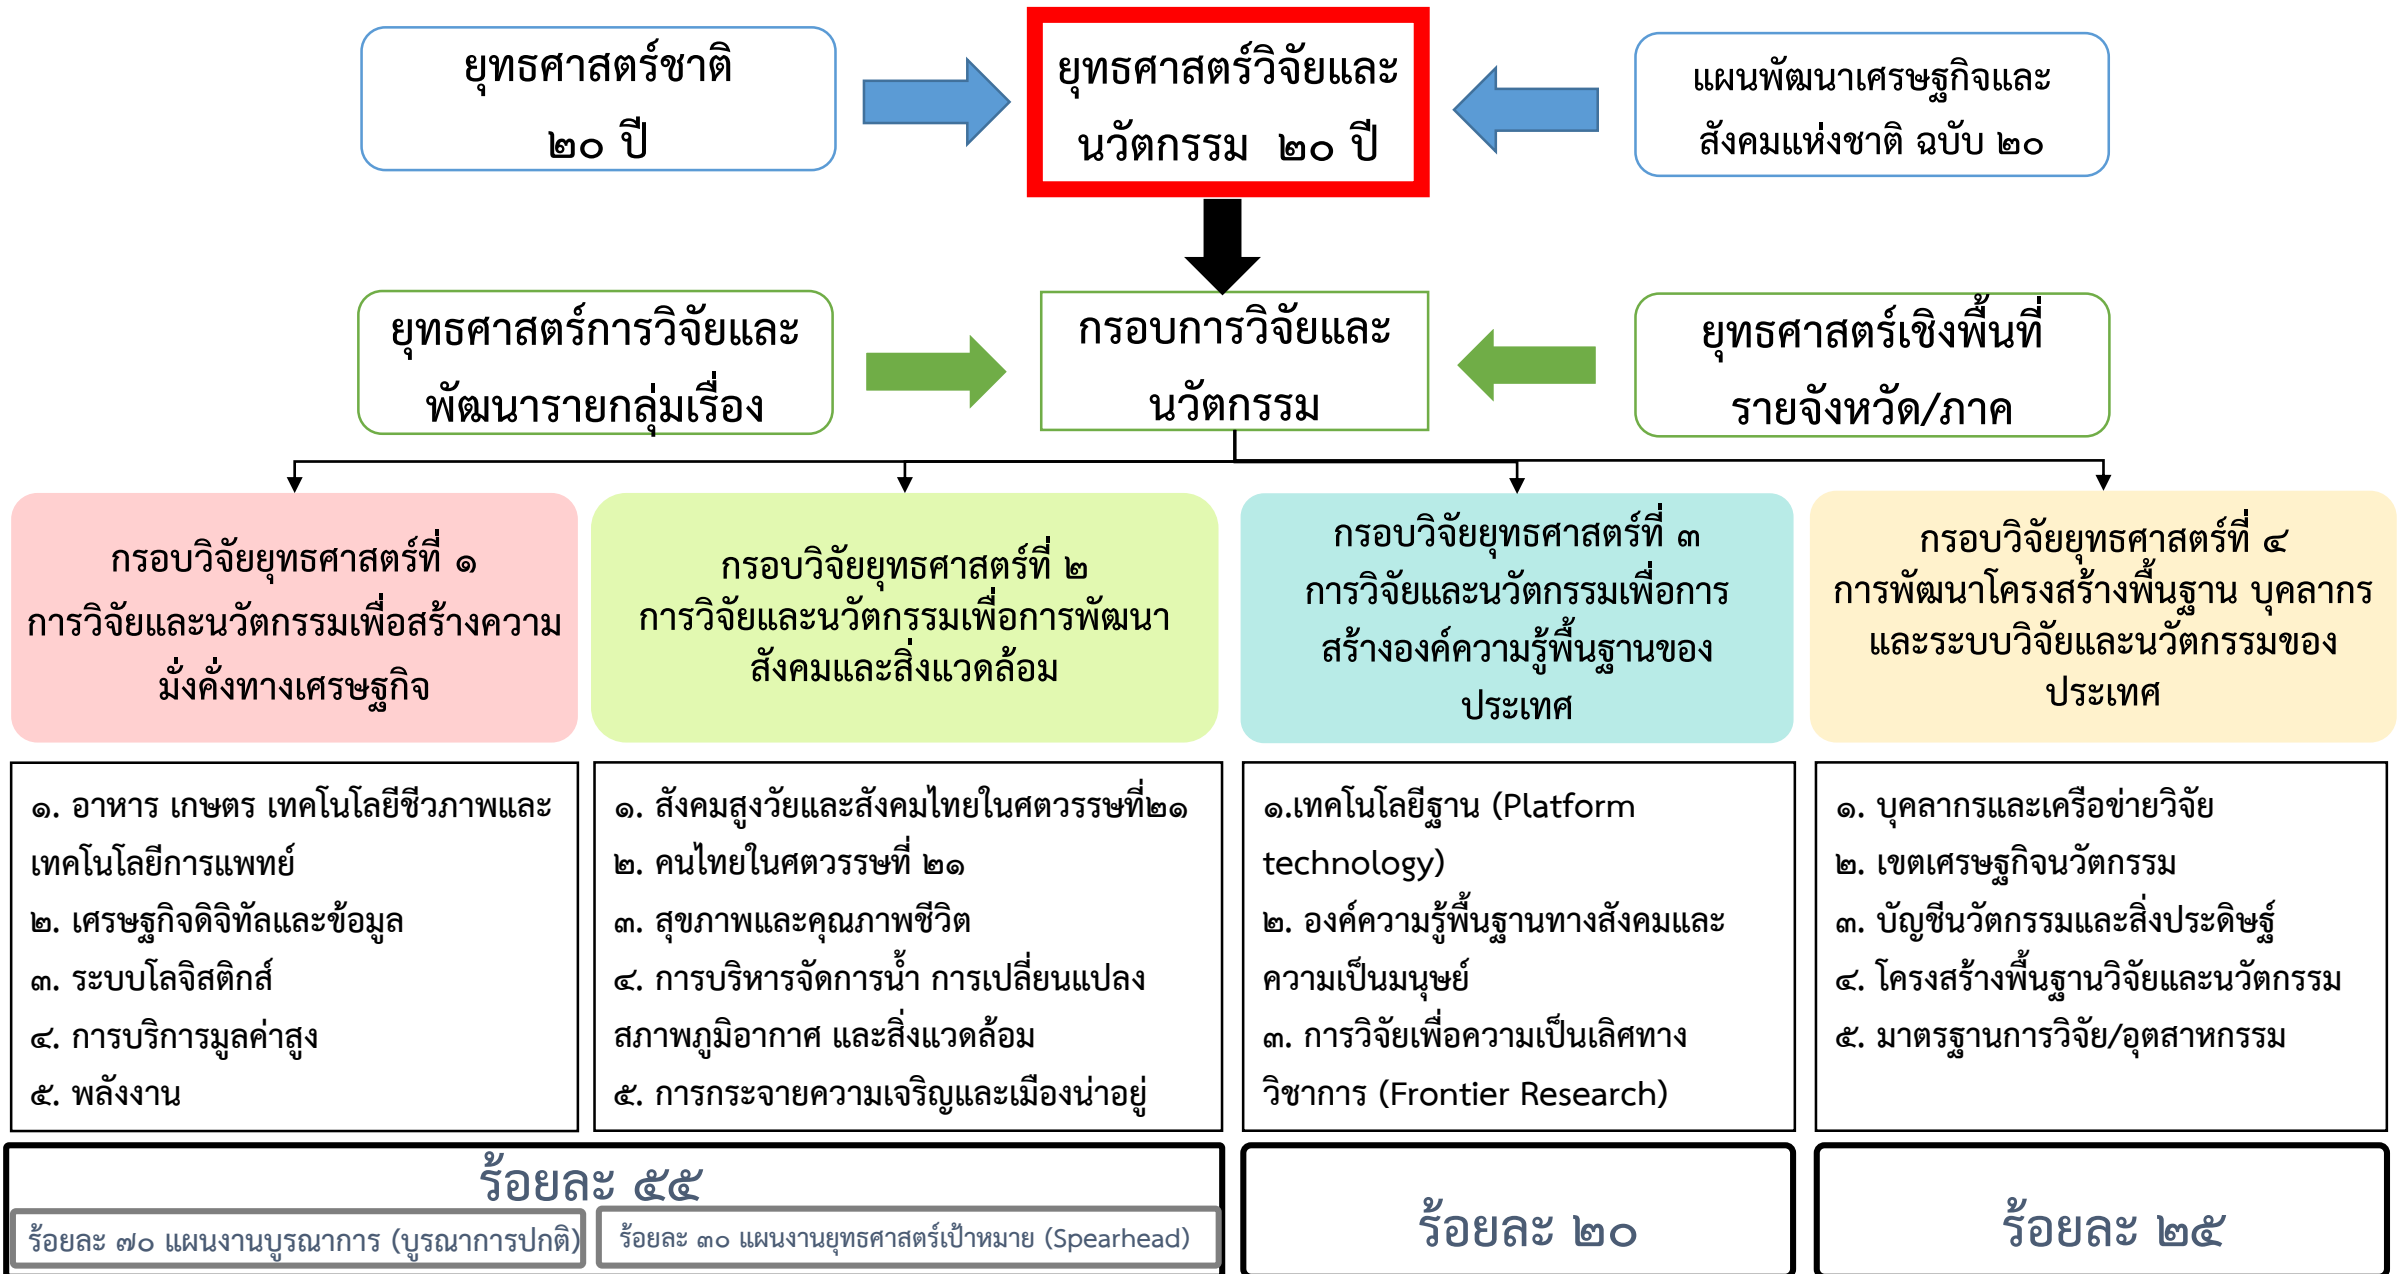 ยุทธศาสตร์ชาติ
๒๐ ปี
ยุทธศาสตร์วิจัยและ
นวัตกรรม ๒๐ ปี
แผนพัฒนาเศรษฐกิจและ
สังคมแห่งชาติ ฉบับ ๒๐
ยุทธศาสตร์การวิจัยและ
พัฒนารายกลุ่มเรื่อง
กรอบการวิจัยและ
นวัตกรรม
ยุทธศาสตร์เชิงพื้นที่
รายจังหวัด/ภาค
กรอบวิจัยยุทธศาสตร์ที่ ๑
การวิจัยและนวัตกรรมเพื่อสร้างความ
มั่งคั่งทางเศรษฐกิจ
กรอบวิจัยยุทธศาสตร์ที่ ๒
การวิจัยและนวัตกรรมเพื่อการพัฒนา
สังคมและสิ่งแวดล้อม
กรอบวิจัยยุทธศาสตร์ที่ ๓
การวิจัยและนวัตกรรมเพื่อการ
สร้างองค์ความรู้พื้นฐานของ
ประเทศ
กรอบวิจัยยุทธศาสตร์ที่ ๔
การพัฒนาโครงสร้างพื้นฐาน บุคลากร
และระบบวิจัยและนวัตกรรมของ
ประเทศ
๑. อาหาร เกษตร เทคโนโลยีชีวภาพและ
เทคโนโลยีการแพทย์
๒. เศรษฐกิจดิจิทัลและข้อมูล
๓. ระบบโลจิสติกส์
๔. การบริการมูลค่าสูง
๕. พลังงาน
๑. สังคมสูงวัยและสังคมไทยในศตวรรษที่๒๑
๒. คนไทยในศตวรรษที่ ๒๑
๓. สุขภาพและคุณภาพชีวิต
๔. การบริหารจัดการน้ำ การเปลี่ยนแปลง
สภาพภูมิอากาศ และสิ่งแวดล้อม
๕. การกระจายความเจริญและเมืองน่าอยู่
๑.เทคโนโลยีฐาน (Platform
technology)
๒. องค์ความรู้พื้นฐานทางสังคมและ
ความเป็นมนุษย์
๓. การวิจัยเพื่อความเป็นเลิศทาง
วิชาการ (Frontier Research)
๑. บุคลากรและเครือข่ายวิจัย
๒. เขตเศรษฐกิจนวัตกรรม
๓. บัญชีนวัตกรรมและสิ่งประดิษฐ์
๔. โครงสร้างพื้นฐานวิจัยและนวัตกรรม
๕. มาตรฐานการวิจัย/อุตสาหกรรม
ร้อยละ ๕๕
ร้อยละ ๗๐ แผนงานบูรณาการ (บูรณาการปกติ)
ร้อยละ ๓๐ แผนงานยุทธศาสตร์เป้าหมาย (Spearhead)
ร้อยละ ๒๐
ร้อยละ ๒๕